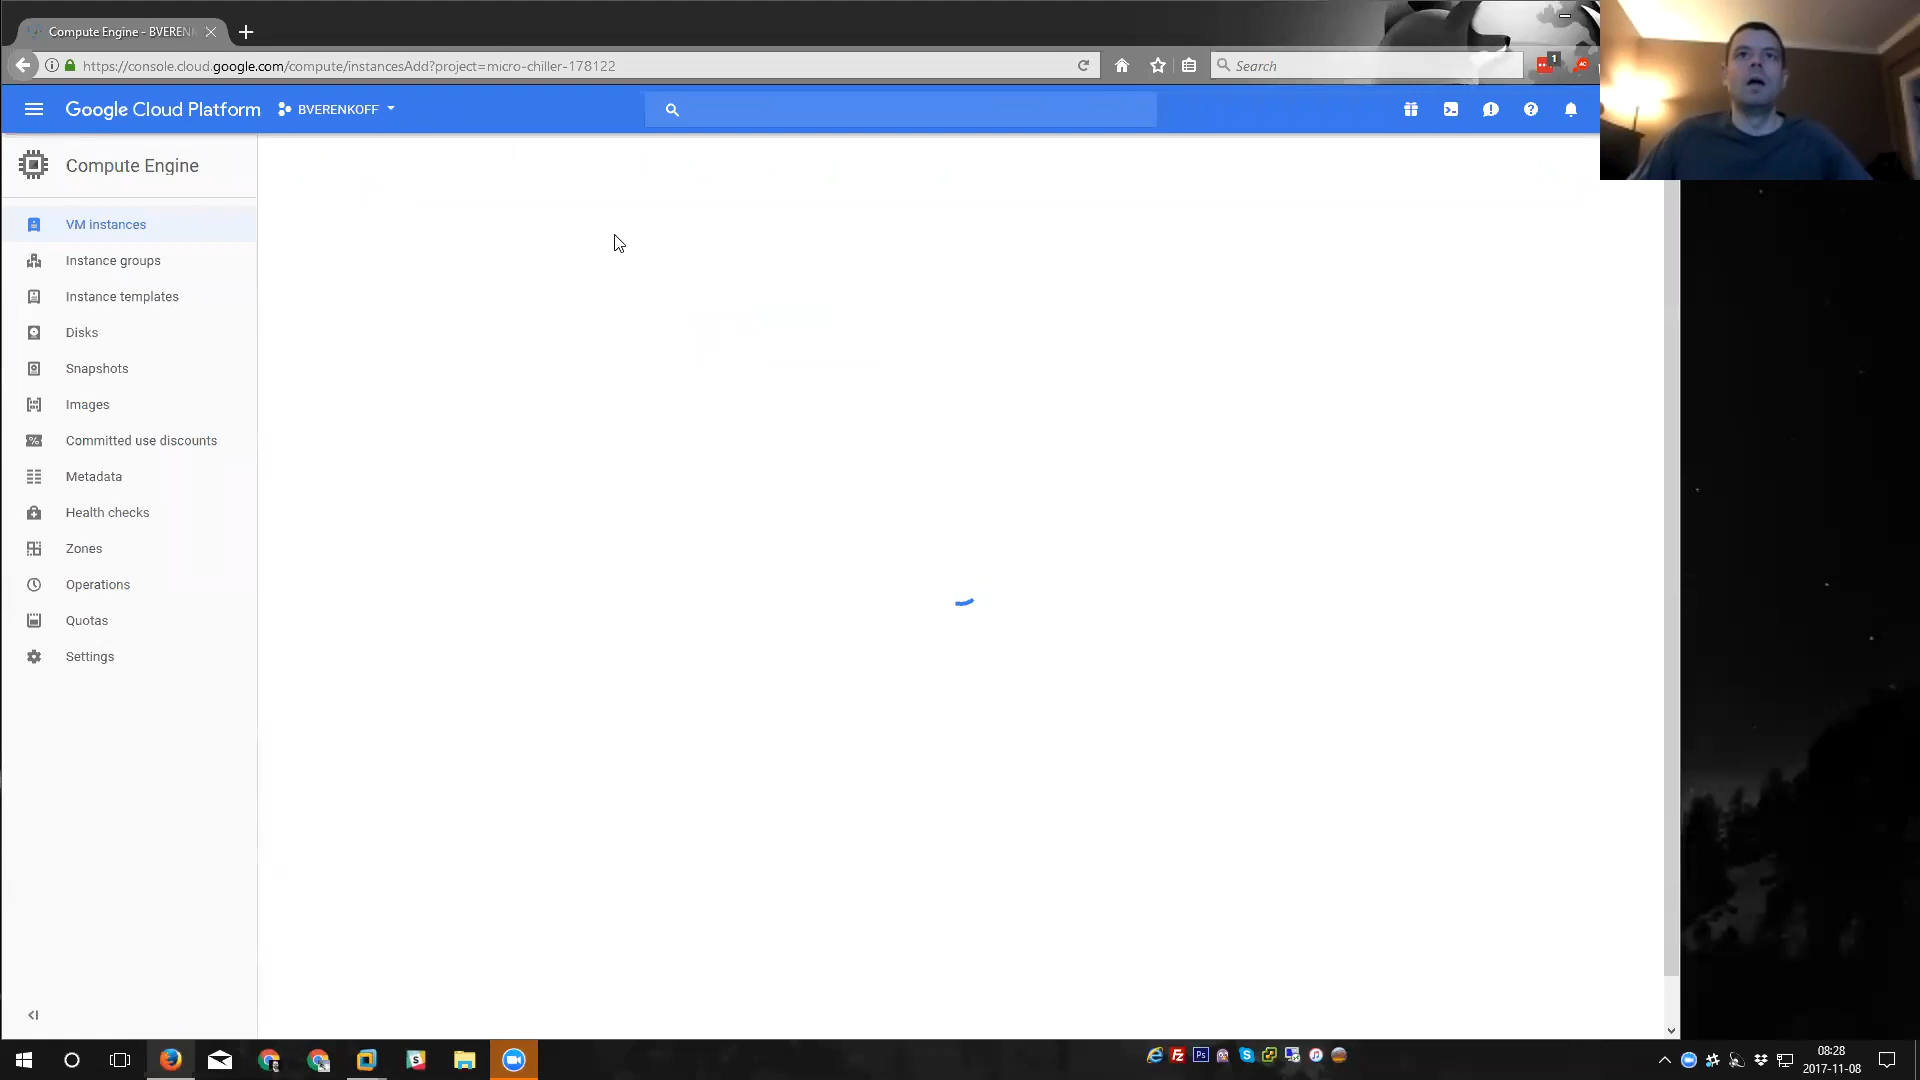 Compute Engine - BVEREN
https://console.cloud.google.com/compute/instancesAdd?project=micro-chiller-178122
Search
1
Google Cloud Platform
BVERENKOFF
Compute Engine
VM instances
Instance groups
Instance templates
Disks
Snapshots
Images
Committed use discounts
Metadata
Health checks
Zones
Operations
Quotas
Settings
08:28
2017-11-08